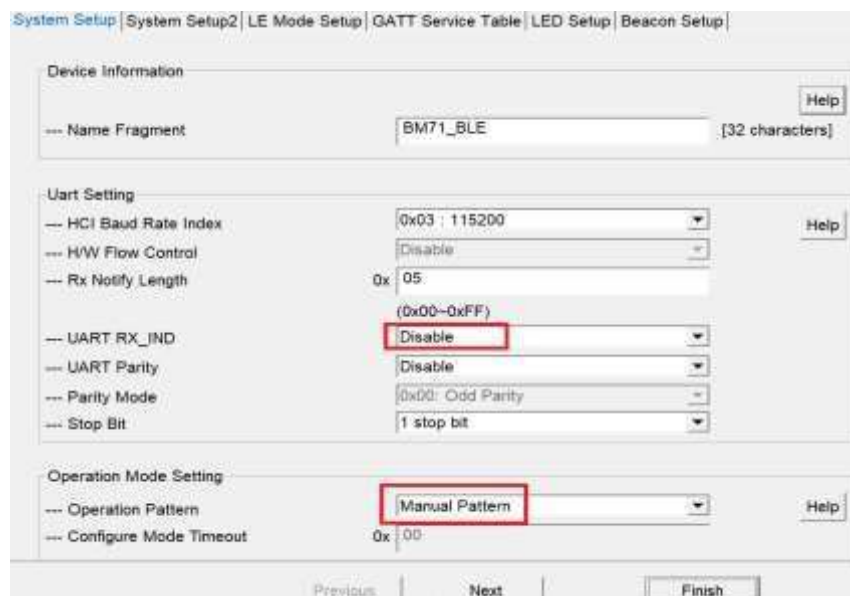 System Setup | System Setup2 | LE Mode Setup | GATT Service Table | LED Setup | Beacon Setup
Device Information
Help
--- Name Fragment BM71_BLE [32 characters]
Uart Setting
--- HCI Baud Rate Index 0x03 : 115200 Help
--- H/W Flow Control Disable
--- Rx Notify Length 0x 05
(0x00~0xFF)
--- UART RX_IND Disable
--- UART Parity Disable
--- Parity Mode 0x00: Odd Parity
--- Stop Bit 1 stop bit
Operation Mode Setting
--- Operation Pattern Manual Pattern Help
--- Configure Mode Timeout 0x 00
Previous Next Finish